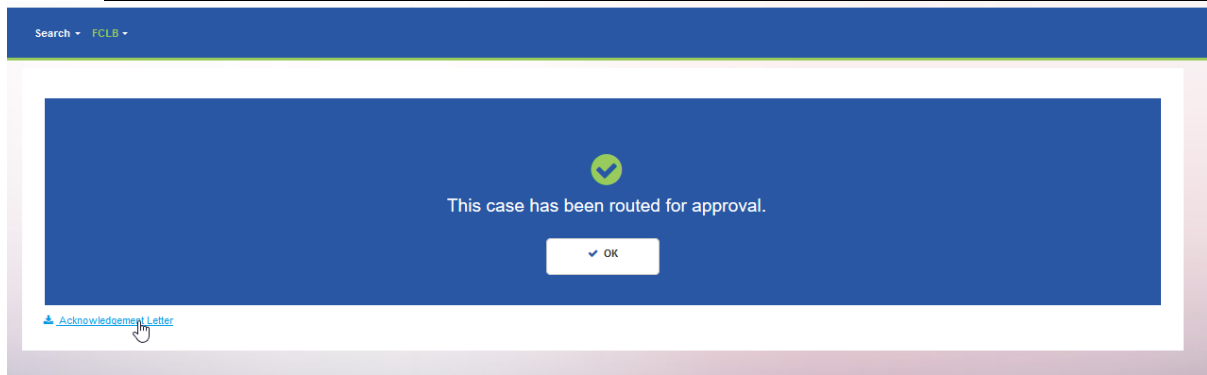 Search FCLB
This case has been routed for approval.
OK
Acknowledgement Letter